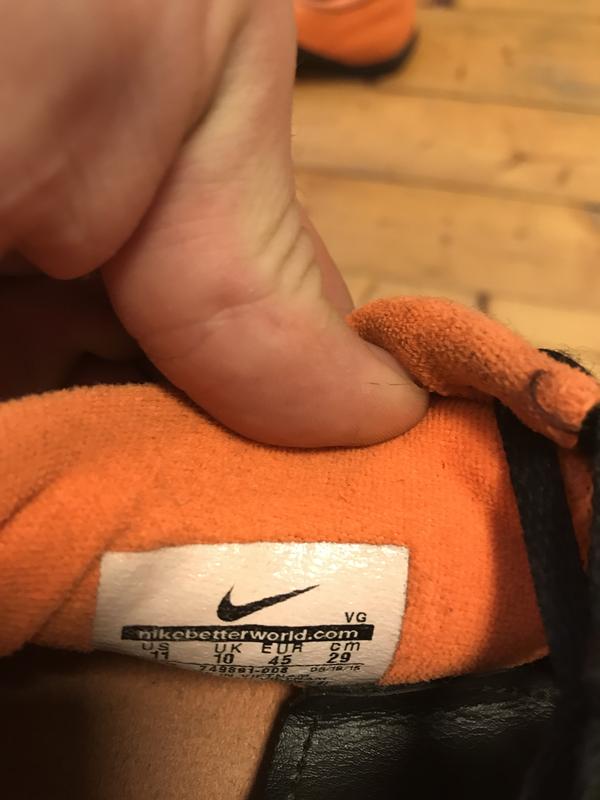 VG
nikebetterworld.com
US UK EUR cm
11 10 45 29